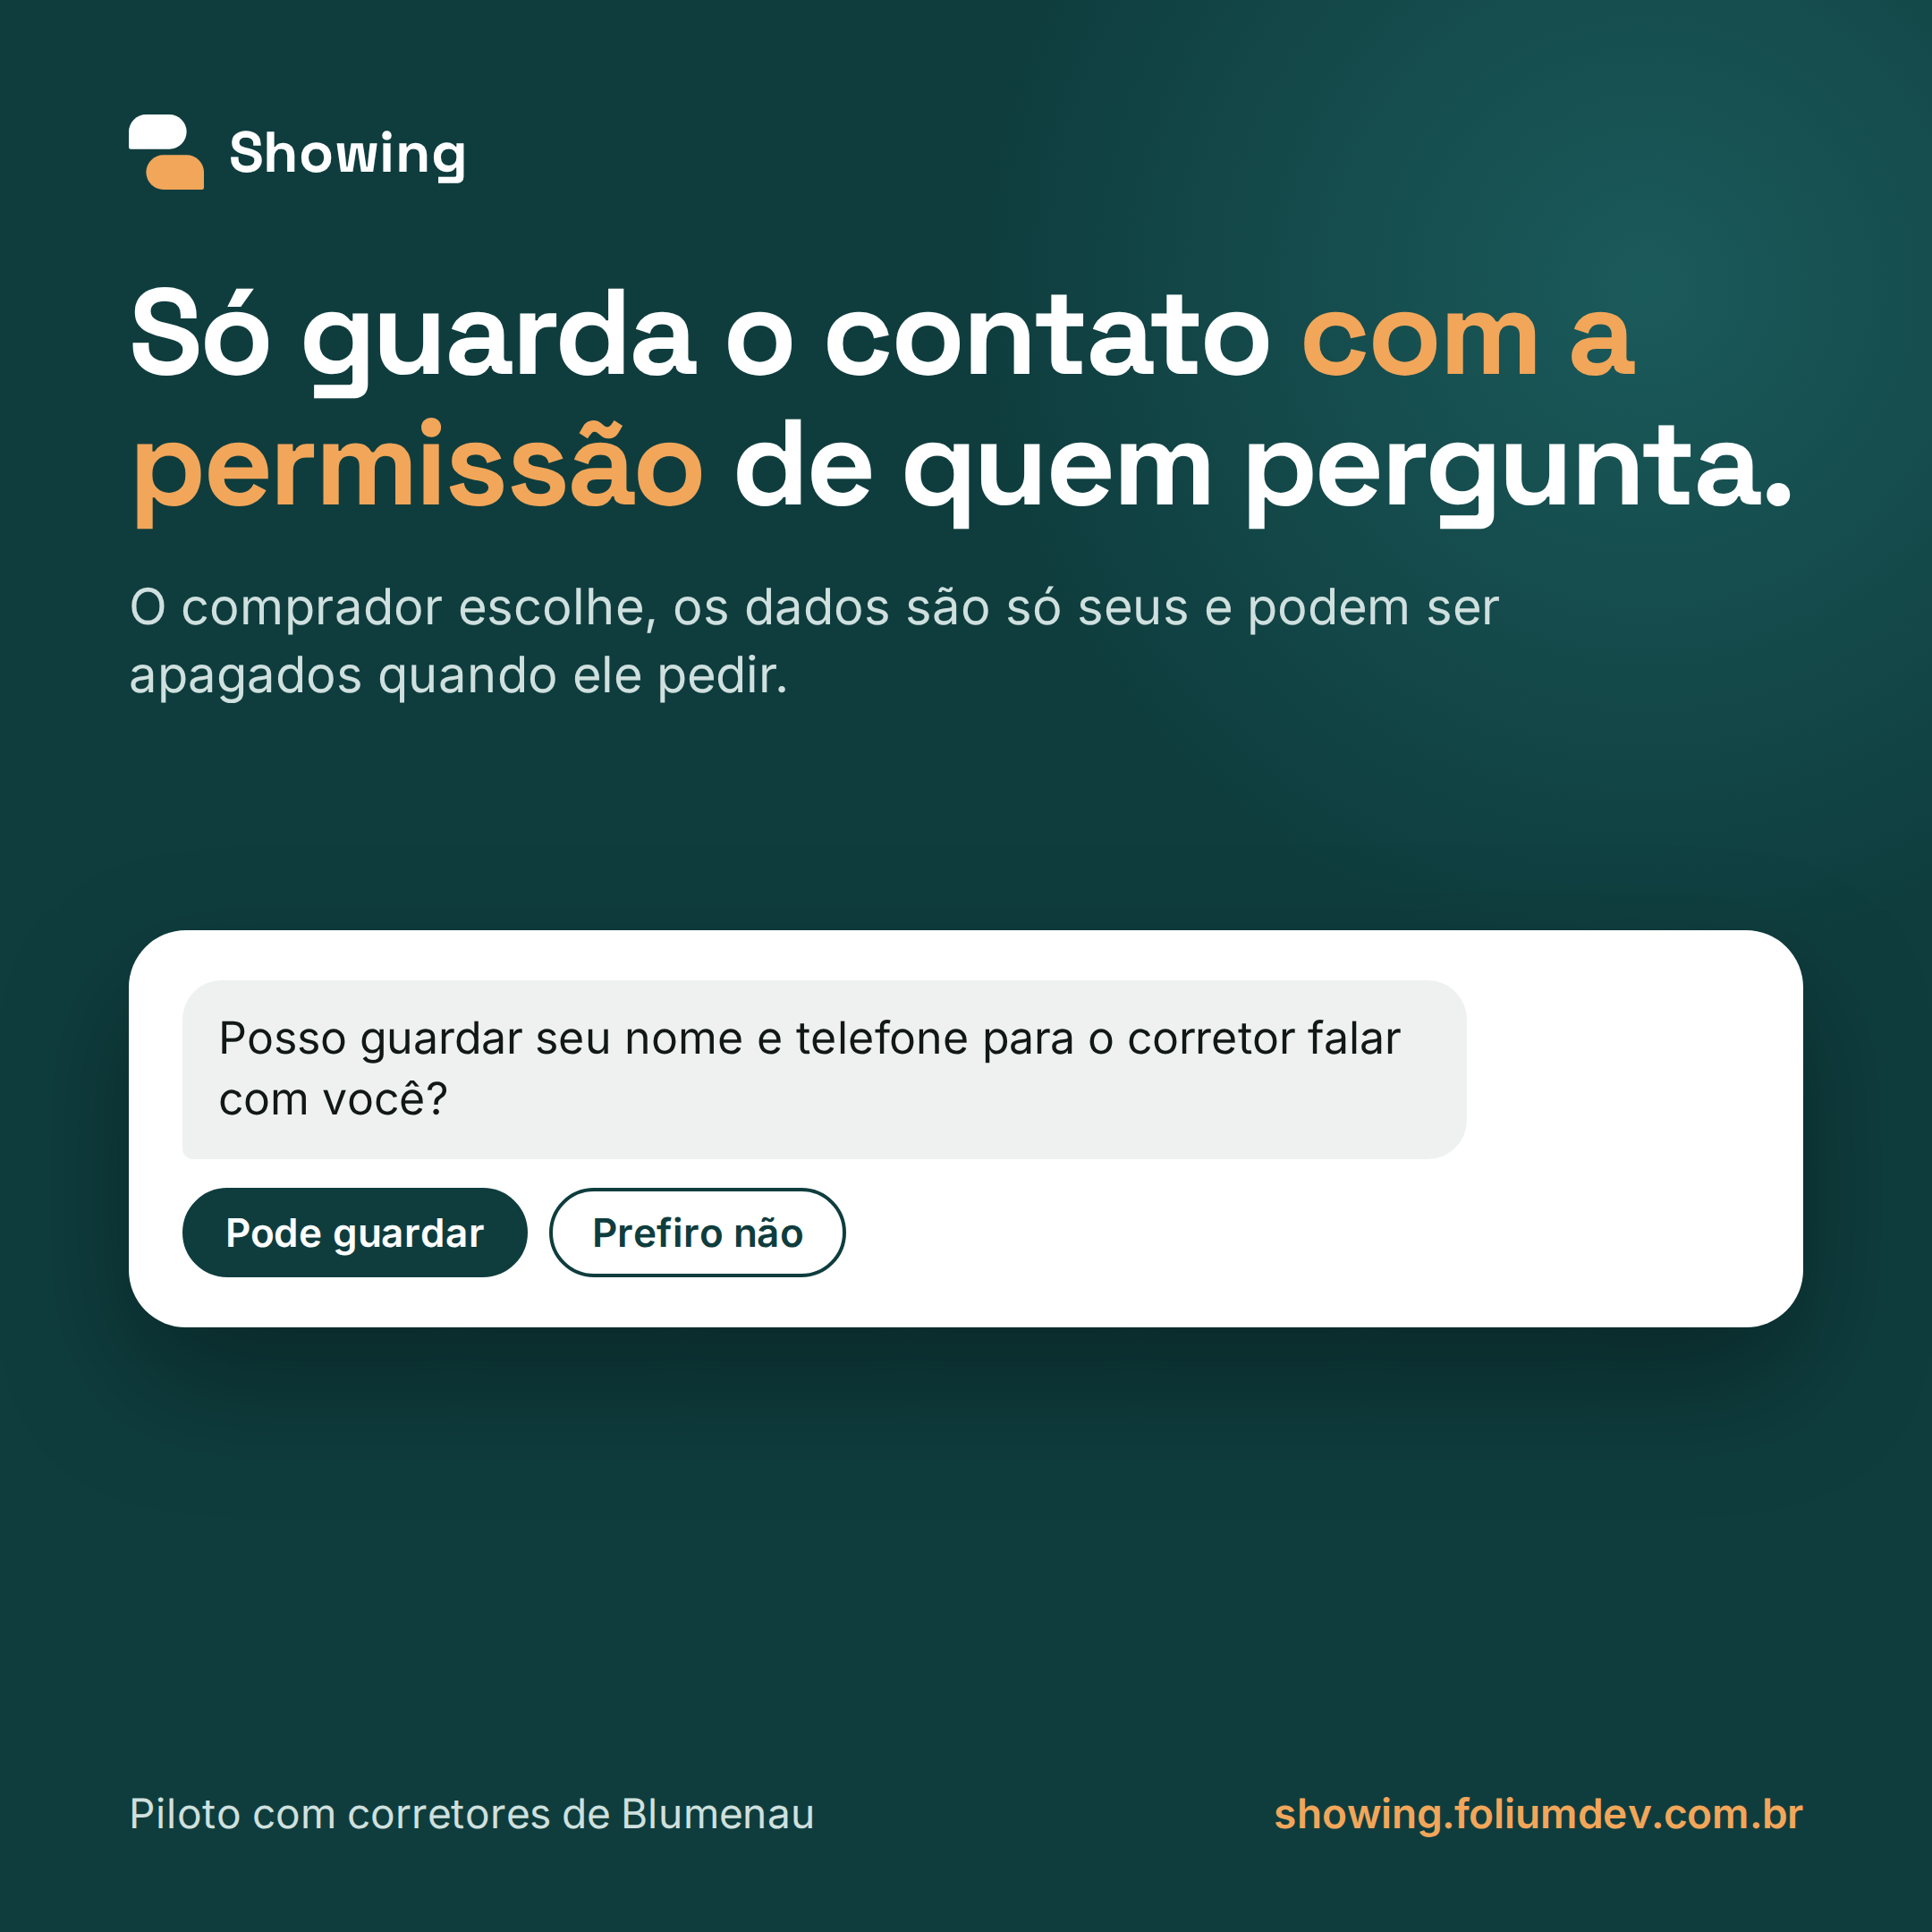 Showing
Só guarda o contato com a
permissão de quem pergunta.
O comprador escolhe, os dados são só seus e podem ser
apagados quando ele pedir.
Posso guardar seu nome e telefone para o corretor falar
com você?
Pode guardar
Prefiro não
Piloto com corretores de Blumenau
showing.foliumdev.com.br